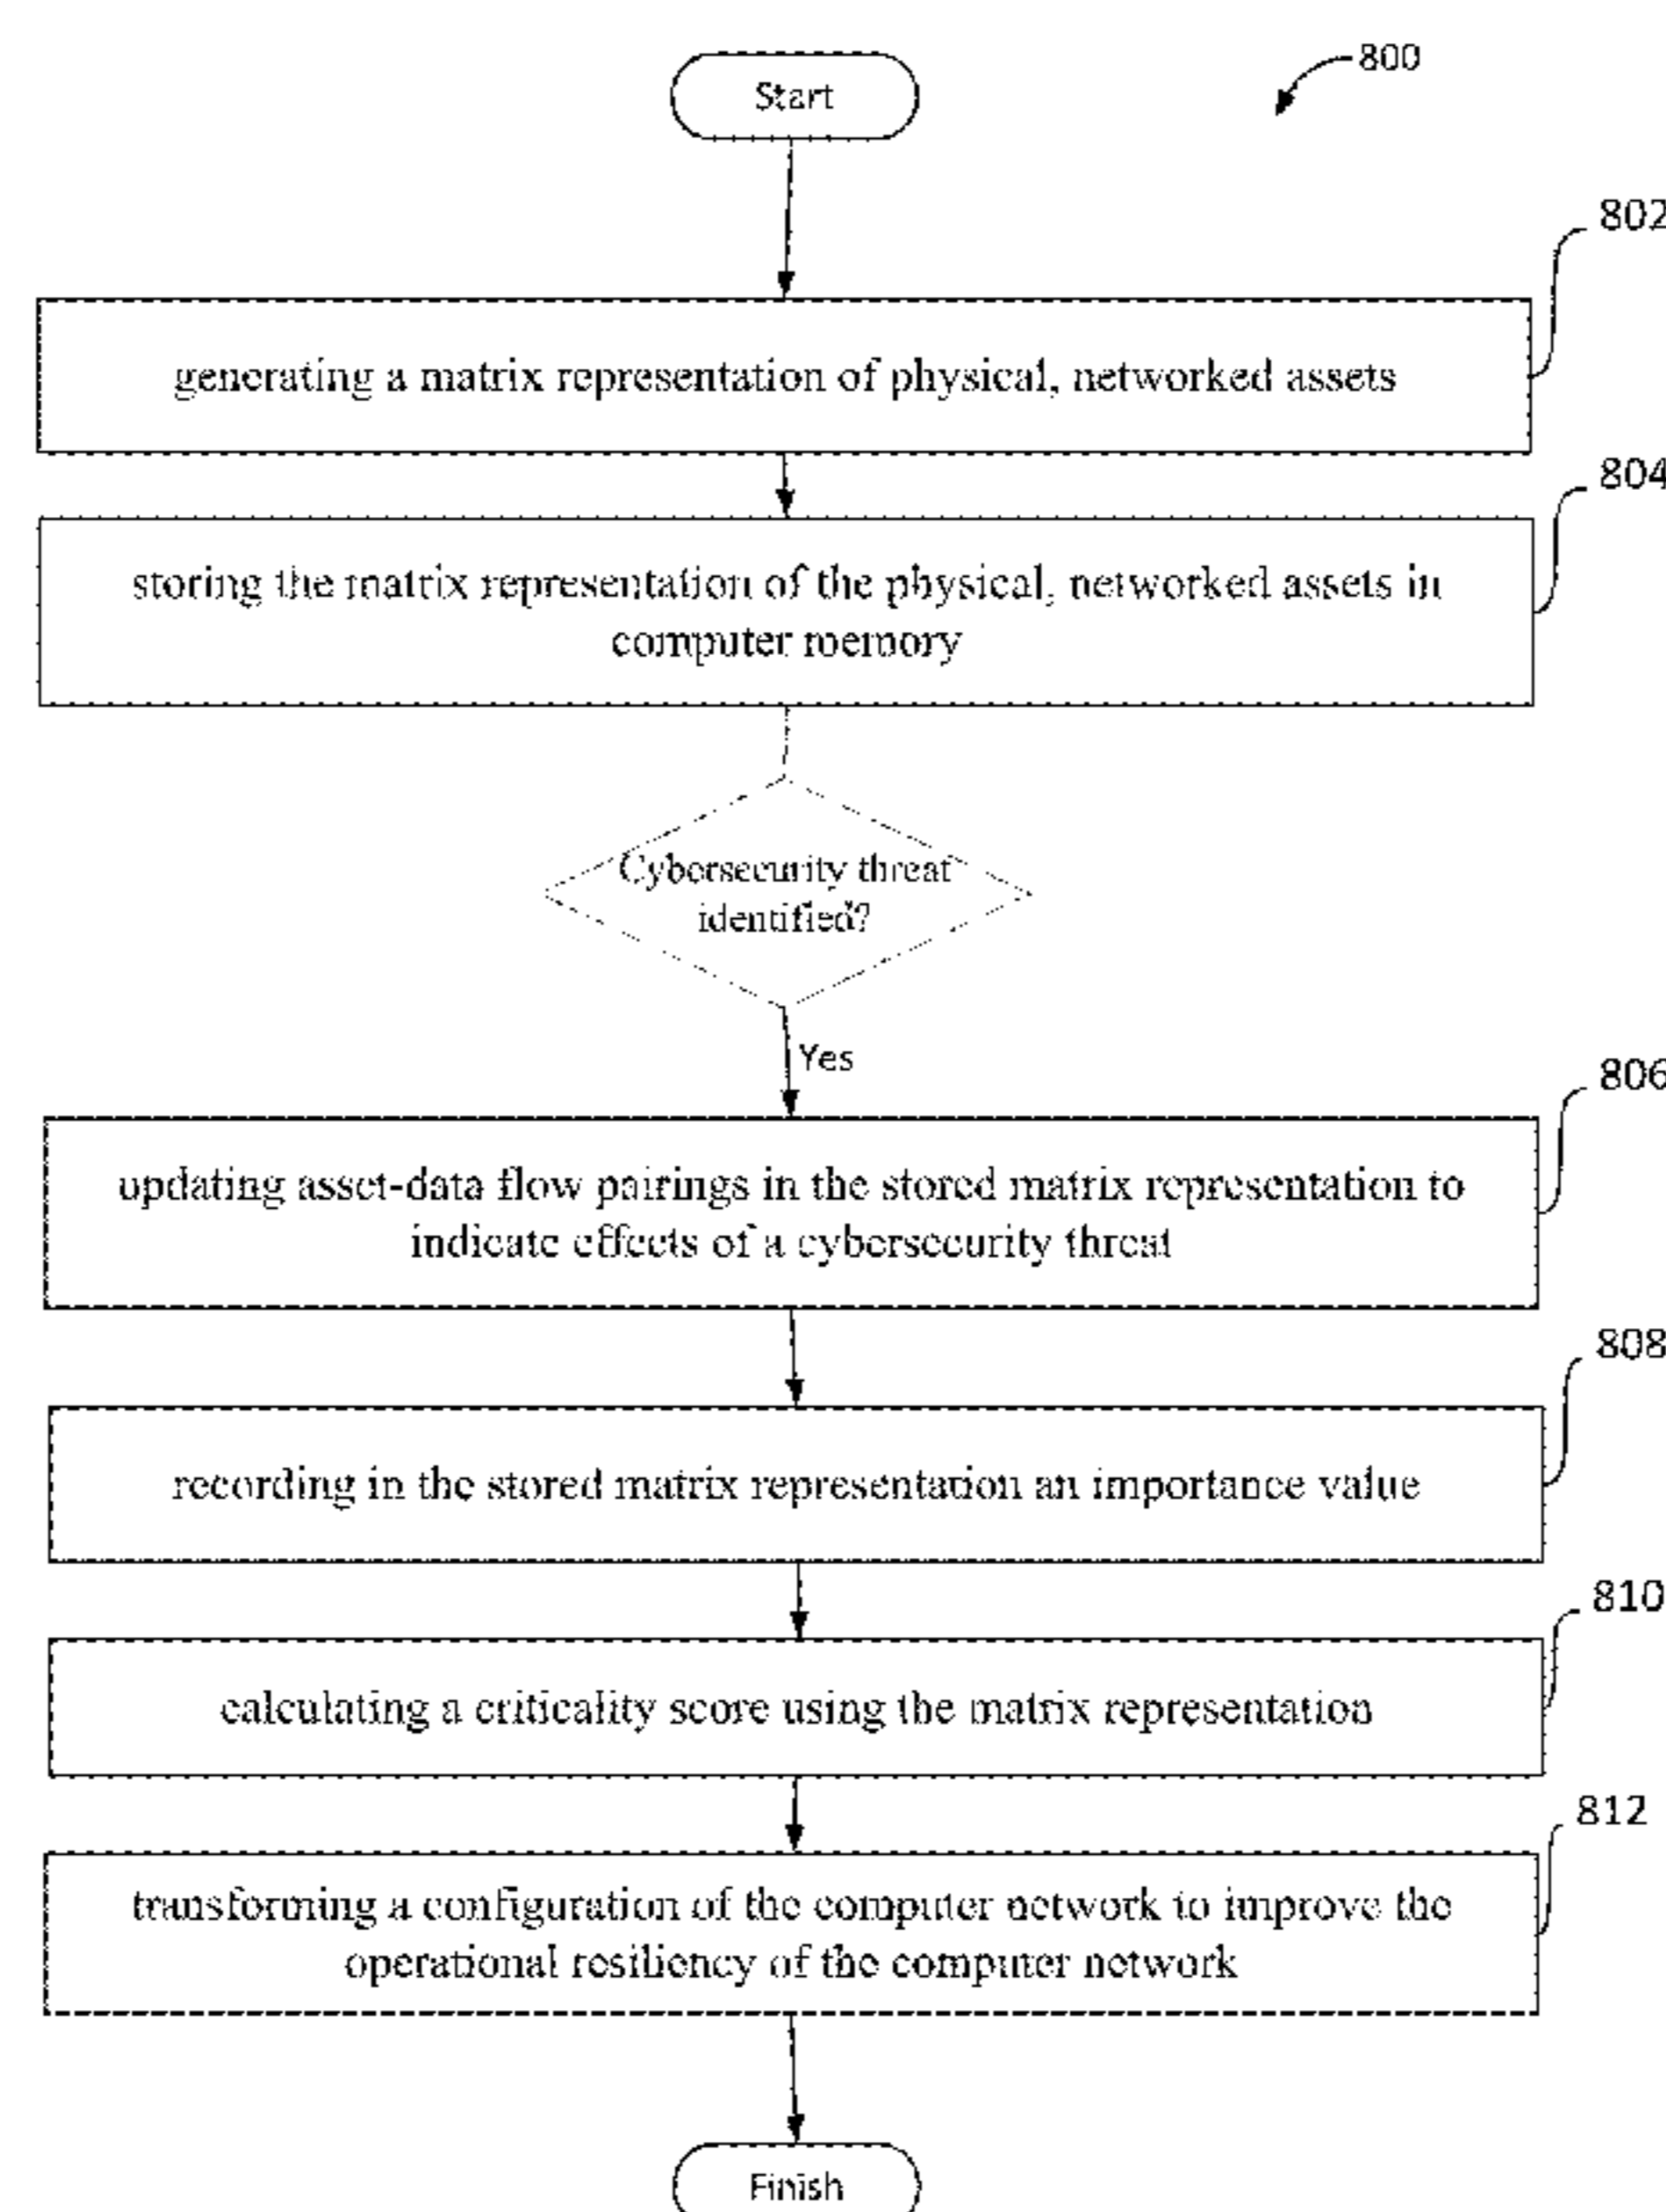 Start
800
802
generating a matrix representation of physical, networked assets
804
storing the matrix representation of the physical, networked assets in
computer memory
Cybersecurity threat
identified?
Yes
806
updating asset-data flow pairings in the stored matrix representation to
indicate effects of a cybersecurity threat
808
recording in the stored matrix representation an importance value
810
calculating a criticality score using the matrix representation
812
transforming a configuration of the computer network to improve the
operational resiliency of the computer network
Finish